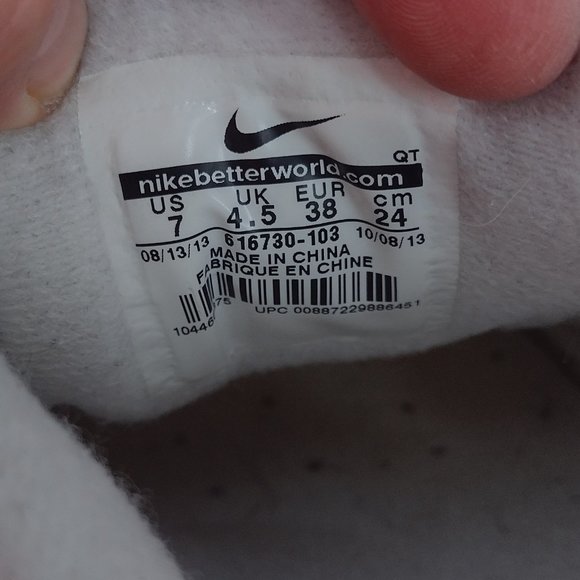 QT
nikebetterworld.com
US UK EUR cm
7 4.5 38 24
08/13/13 616730-103 10/08/13
MADE IN CHINA
FABRIQUE EN CHINE
UPC 00887229886451